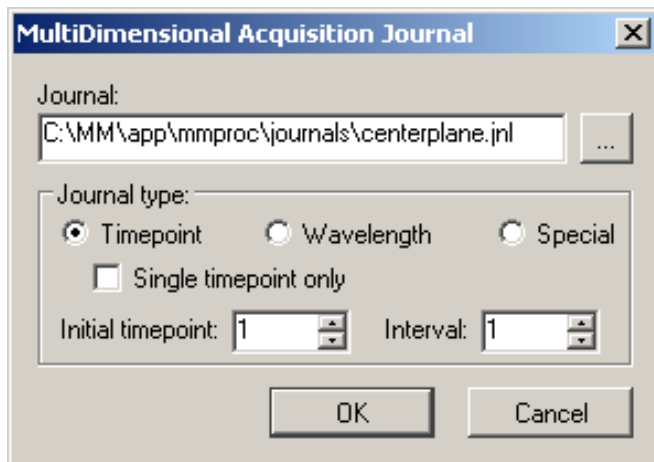 MultiDimensional Acquisition Journal
Journal:
C:\MM\app\mmproc\journals\centerplane.jnl ...
Journal type:
Timepoint Wavelength Special
Single timepoint only
Initial timepoint: 1 Interval: 1
OK Cancel